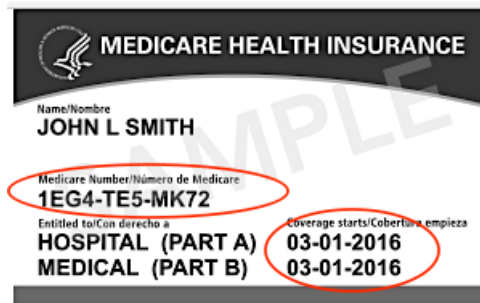 MEDICARE HEALTH INSURANCE
Name/Nombre
JOHN L SMITH
Medicare Number/Número de Medicare
1EG4-TE5-MK72
Entitled to/Con derecho a Coverage starts/Cobertura empieza
HOSPITAL (PART A) 03-01-2016
MEDICAL (PART B) 03-01-2016
SAMPLE